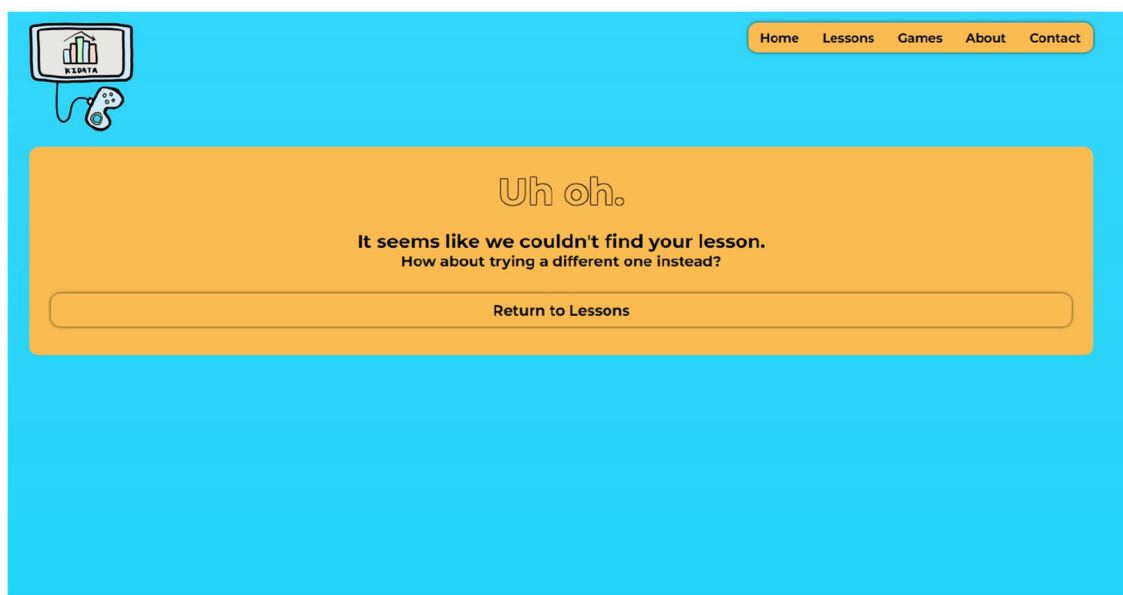 KIDATA
Home Lessons Games About Contact
Uh oh.
It seems like we couldn't find your lesson.
How about trying a different one instead?
Return to Lessons